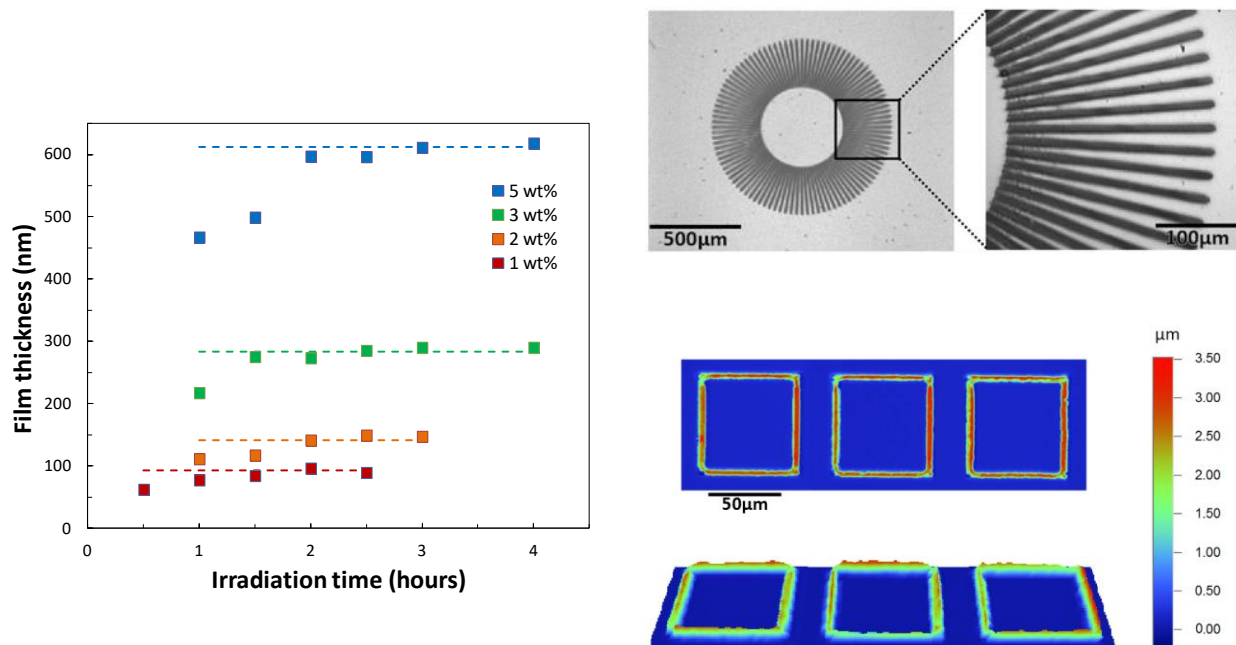 Film thickness (nm)
600
500
400
300
200
100
0
0 1 2 3 4
Irradiation time (hours)
5 wt%
3 wt%
2 wt%
1 wt%
500µm
100µm
50µm
µm
3.50
3.00
2.50
2.00
1.50
1.00
0.50
0.00